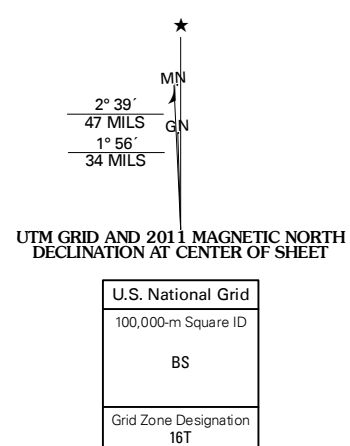 ★
MN
2° 39´
47 MILS
GN
1° 56´
34 MILS
UTM GRID AND 2011 MAGNETIC NORTH
DECLINATION AT CENTER OF SHEET
U.S. National Grid
100,000-m Square ID
BS
Grid Zone Designation
16T